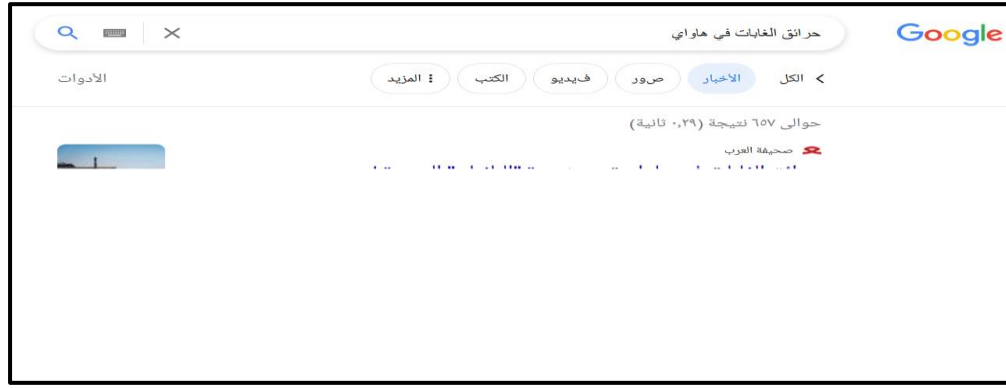 Google
حرائق الغابات في هاواي
الكل الأخبار صور فيديو الكتب المزيد الأدوات
حوالى ٦٥٧ نتيجة (٠,٢٩ ثانية)
صحيفة العرب